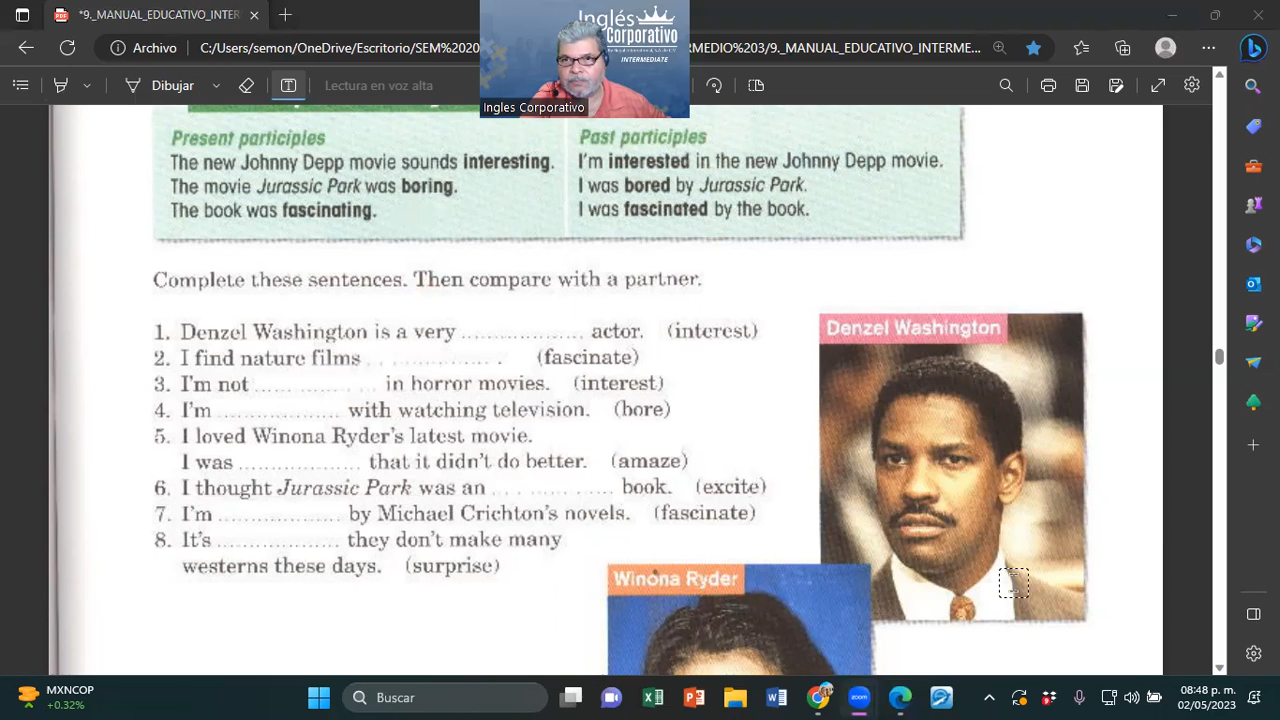 *9._MANUAL_EDUCATIVO_INTER
Inglés
Corporativo
INTERMEDIATE
Archivo
C:/Users/semon/OneDrive/Escritorio/SEM%20
ERMEDIO%203/9._MANUAL_EDUCATIVO_INTERME...
Dibujar
Lectura en voz alta
Ingles Corporativo
Present participles
The new Johnny Depp movie sounds interesting.
The movie Jurassic Park was boring.
The book was fascinating.
Past participles
I'm interested in the new Johnny Depp movie.
I was bored by Jurassic Park.
I was fascinated by the book.
Complete these sentences. Then compare with a partner.
1. Denzel Washington is a very .................. actor. (interest)
2. I find nature films .................. . (fascinate)
3. I'm not .................. in horror movies. (interest)
4. I'm .................. with watching television. (bore)
5. I loved Winona Ryder's latest movie.
I was .................. that it didn't do better. (amaze)
6. I thought Jurassic Park was an .................. book. (excite)
7. I'm .................. by Michael Crichton's novels. (fascinate)
8. It's .................. they don't make many
westerns these days. (surprise)
Denzel Washington
Winona Ryder
MXNCOP
+0.32%
Buscar
zoom
08:48 p. m.
02/05/2023